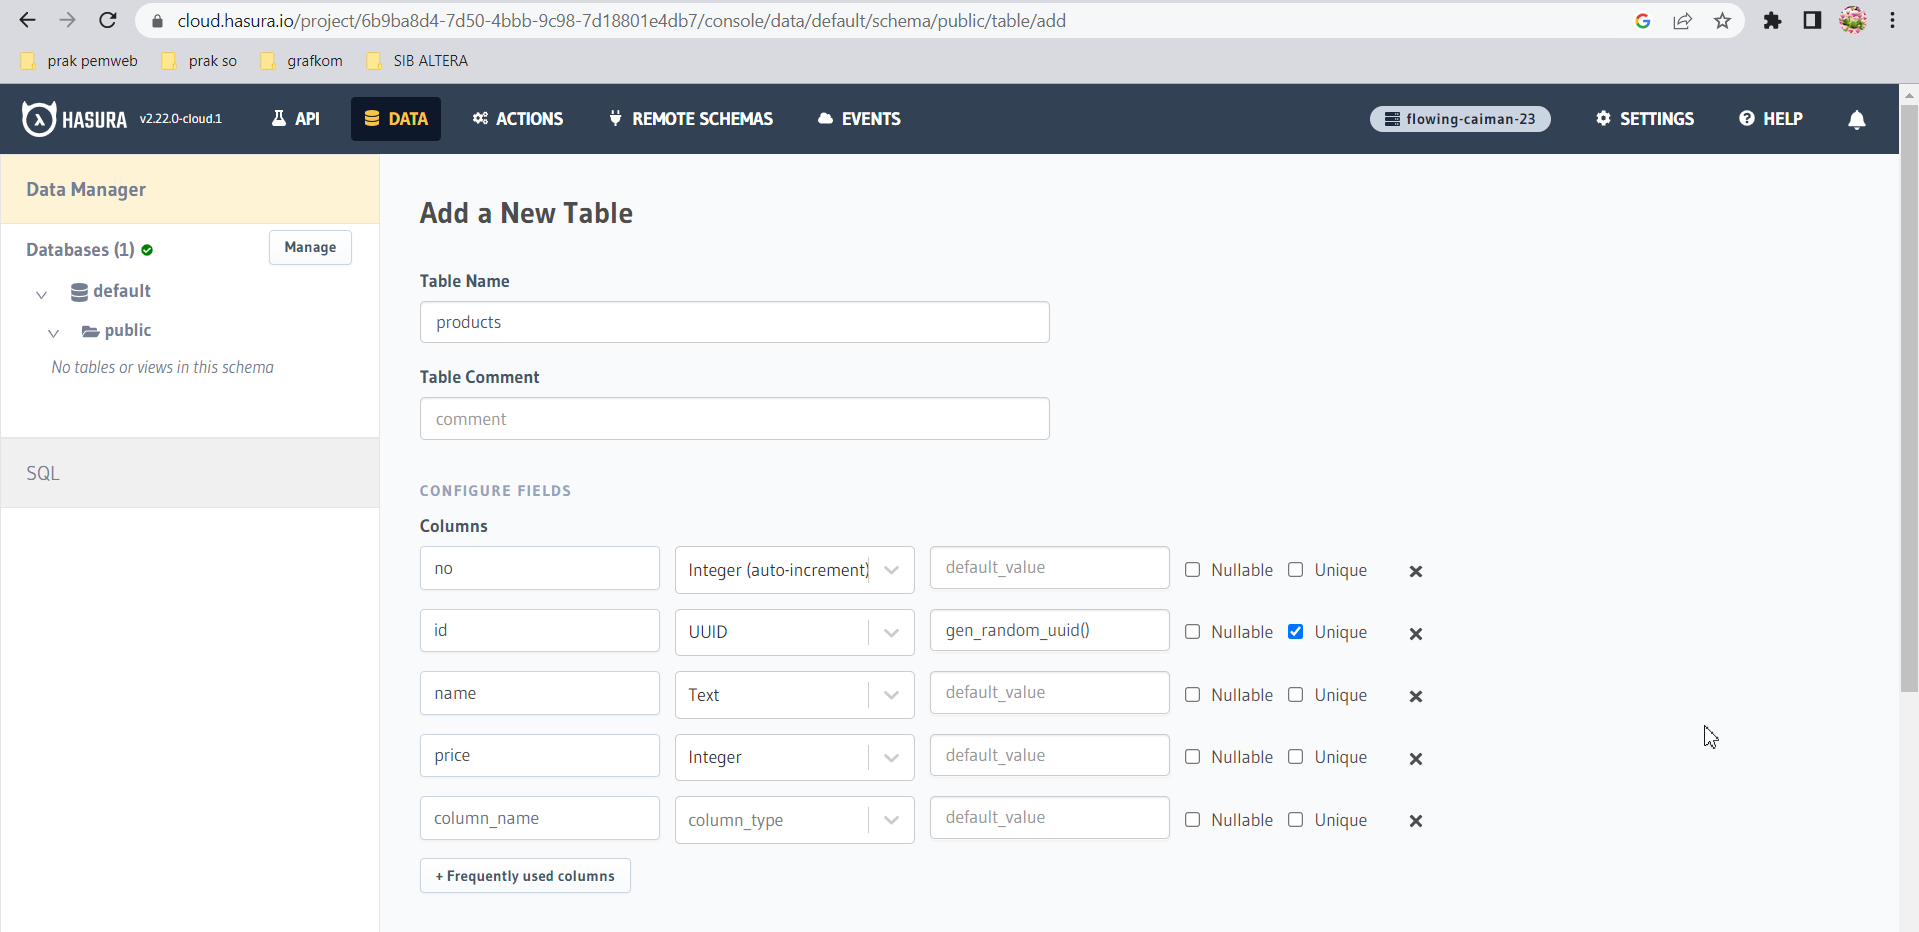 cloud.hasura.io/project/6b9ba8d4-7d50-4bbb-9c98-7d18801e4db7/console/data/default/schema/public/table/add
prak pemweb prak so grafkom SIB ALTERA
HASURA v2.22.0-cloud.1 API DATA ACTIONS REMOTE SCHEMAS EVENTS flowing-caiman-23 SETTINGS HELP
Data Manager
Databases (1) Manage
default
public
No tables or views in this schema
SQL
Add a New Table
Table Name
products
Table Comment
comment
CONFIGURE FIELDS
Columns
no Integer (auto-increment) default_value Nullable Unique
id UUID gen_random_uuid() Nullable Unique
name Text default_value Nullable Unique
price Integer default_value Nullable Unique
column_name column_type default_value Nullable Unique
+ Frequently used columns